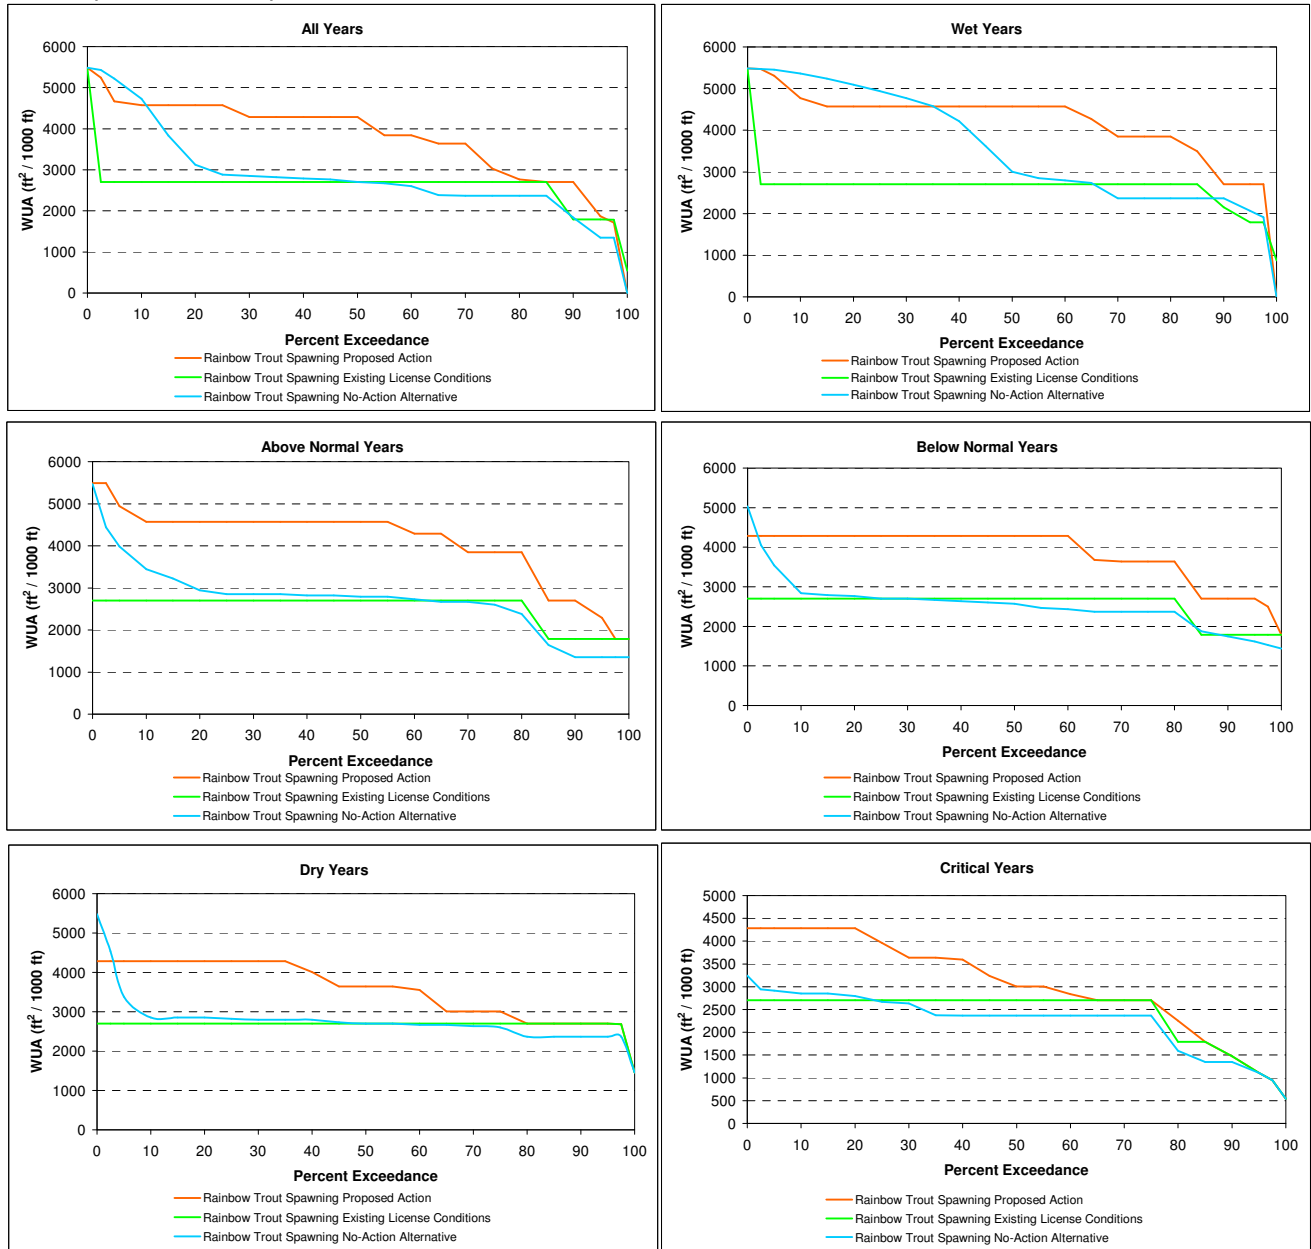 All Years
WUA (ft² / 1000 ft)
6000
5000
4000
3000
2000
1000
0
0 10 20 30 40 50 60 70 80 90 100
Percent Exceedance
Rainbow Trout Spawning Proposed Action
Rainbow Trout Spawning Existing License Conditions
Rainbow Trout Spawning No-Action Alternative
Wet Years
WUA (ft² / 1000 ft)
6000
5000
4000
3000
2000
1000
0
0 10 20 30 40 50 60 70 80 90 100
Percent Exceedance
Rainbow Trout Spawning Proposed Action
Rainbow Trout Spawning Existing License Conditions
Rainbow Trout Spawning No-Action Alternative
Above Normal Years
WUA (ft² / 1000 ft)
6000
5000
4000
3000
2000
1000
0
0 10 20 30 40 50 60 70 80 90 100
Percent Exceedance
Rainbow Trout Spawning Proposed Action
Rainbow Trout Spawning Existing License Conditions
Rainbow Trout Spawning No-Action Alternative
Below Normal Years
WUA (ft² / 1000 ft)
6000
5000
4000
3000
2000
1000
0
0 10 20 30 40 50 60 70 80 90 100
Percent Exceedance
Rainbow Trout Spawning Proposed Action
Rainbow Trout Spawning Existing License Conditions
Rainbow Trout Spawning No-Action Alternative
Dry Years
WUA (ft² / 1000 ft)
6000
5000
4000
3000
2000
1000
0
0 10 20 30 40 50 60 70 80 90 100
Percent Exceedance
Rainbow Trout Spawning Proposed Action
Rainbow Trout Spawning Existing License Conditions
Rainbow Trout Spawning No-Action Alternative
Critical Years
WUA (ft² / 1000 ft)
5000
4500
4000
3500
3000
2500
2000
1500
1000
500
0
0 10 20 30 40 50 60 70 80 90 100
Percent Exceedance
Rainbow Trout Spawning Proposed Action
Rainbow Trout Spawning Existing License Conditions
Rainbow Trout Spawning No-Action Alternative